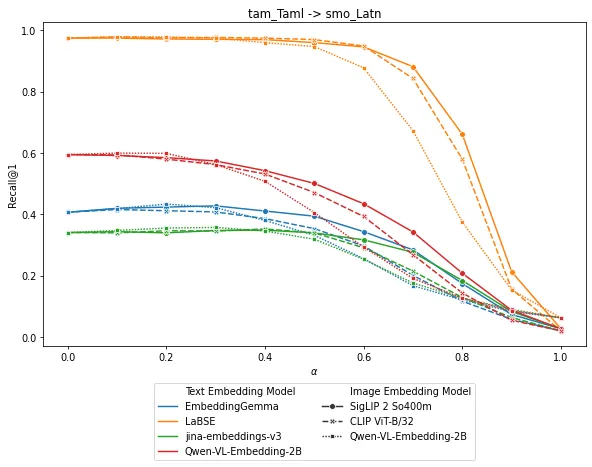 tam_Taml -> smo_Latn
Recall@1
1.0
0.8
0.6
0.4
0.2
0.0
0.0 0.2 0.4 0.6 0.8 1.0
α
Text Embedding Model
EmbeddingGemma
LaBSE
jina-embeddings-v3
Qwen-VL-Embedding-2B
Image Embedding Model
SigLIP 2 So400m
CLIP ViT-B/32
Qwen-VL-Embedding-2B